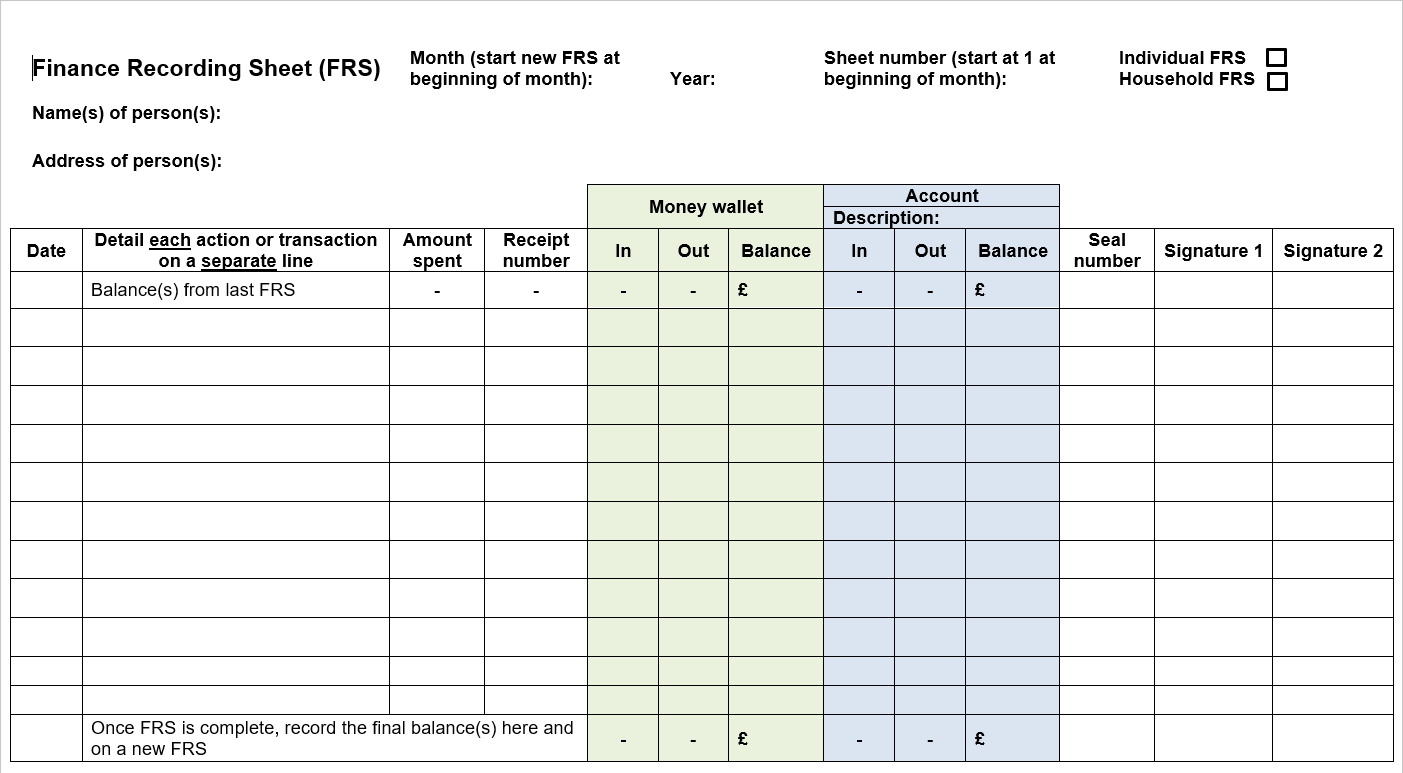 Finance Recording Sheet (FRS)
Month (start new FRS at
beginning of month):
Year:
Sheet number (start at 1 at
beginning of month):
Individual FRS
Household FRS
Name(s) of person(s):
Address of person(s):
Money wallet
Account
Description:
Date
Detail each action or transaction
on a separate line
Amount
spent
Receipt
number
In
Out
Balance
In
Out
Balance
Seal
number
Signature 1
Signature 2
Balance(s) from last FRS
-
-
-
-
£
-
-
£
Once FRS is complete, record the final balance(s) here and
on a new FRS
-
-
£
-
-
£